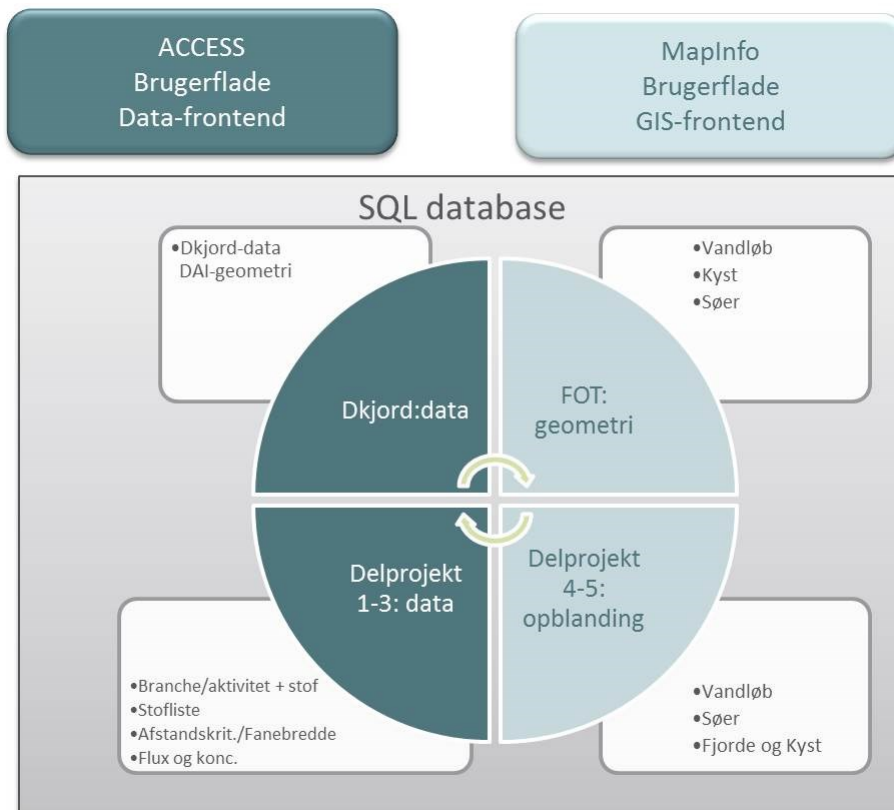 ACCESS
Brugerflade
Data-frontend
MapInfo
Brugerflade
GIS-frontend
SQL database
•Dkjord-data
DAI-geometri
•Vandløb
•Kyst
•Søer
Dkjord:data
FOT:
geometri
Delprojekt
1-3: data
Delprojekt
4-5:
opblanding
•Branche/aktivitet + stof
•Stofliste
•Afstandskrit./Fanebredde
•Flux og konc.
•Vandløb
•Søer
•Fjorde og Kyst